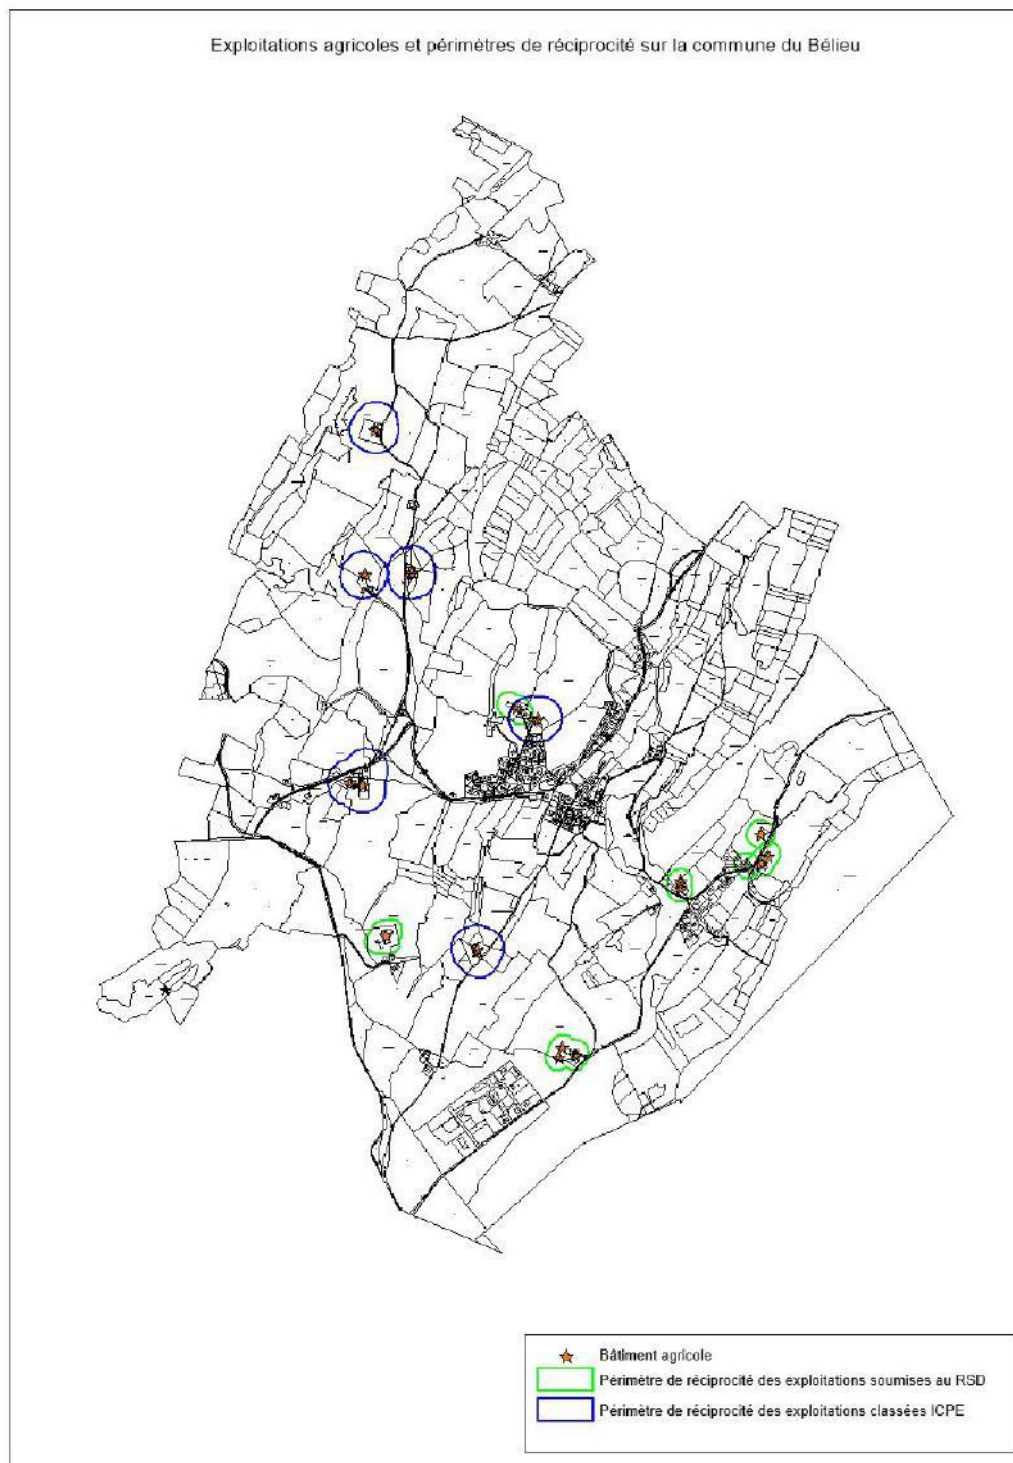 Exploitations agricoles et périmètres de réciprocité sur la commune du Bélieu
Bâtiment agricole
Périmètre de réciprocité des exploitations soumises au RSD
Périmètre de réciprocité des exploitations classées ICPE